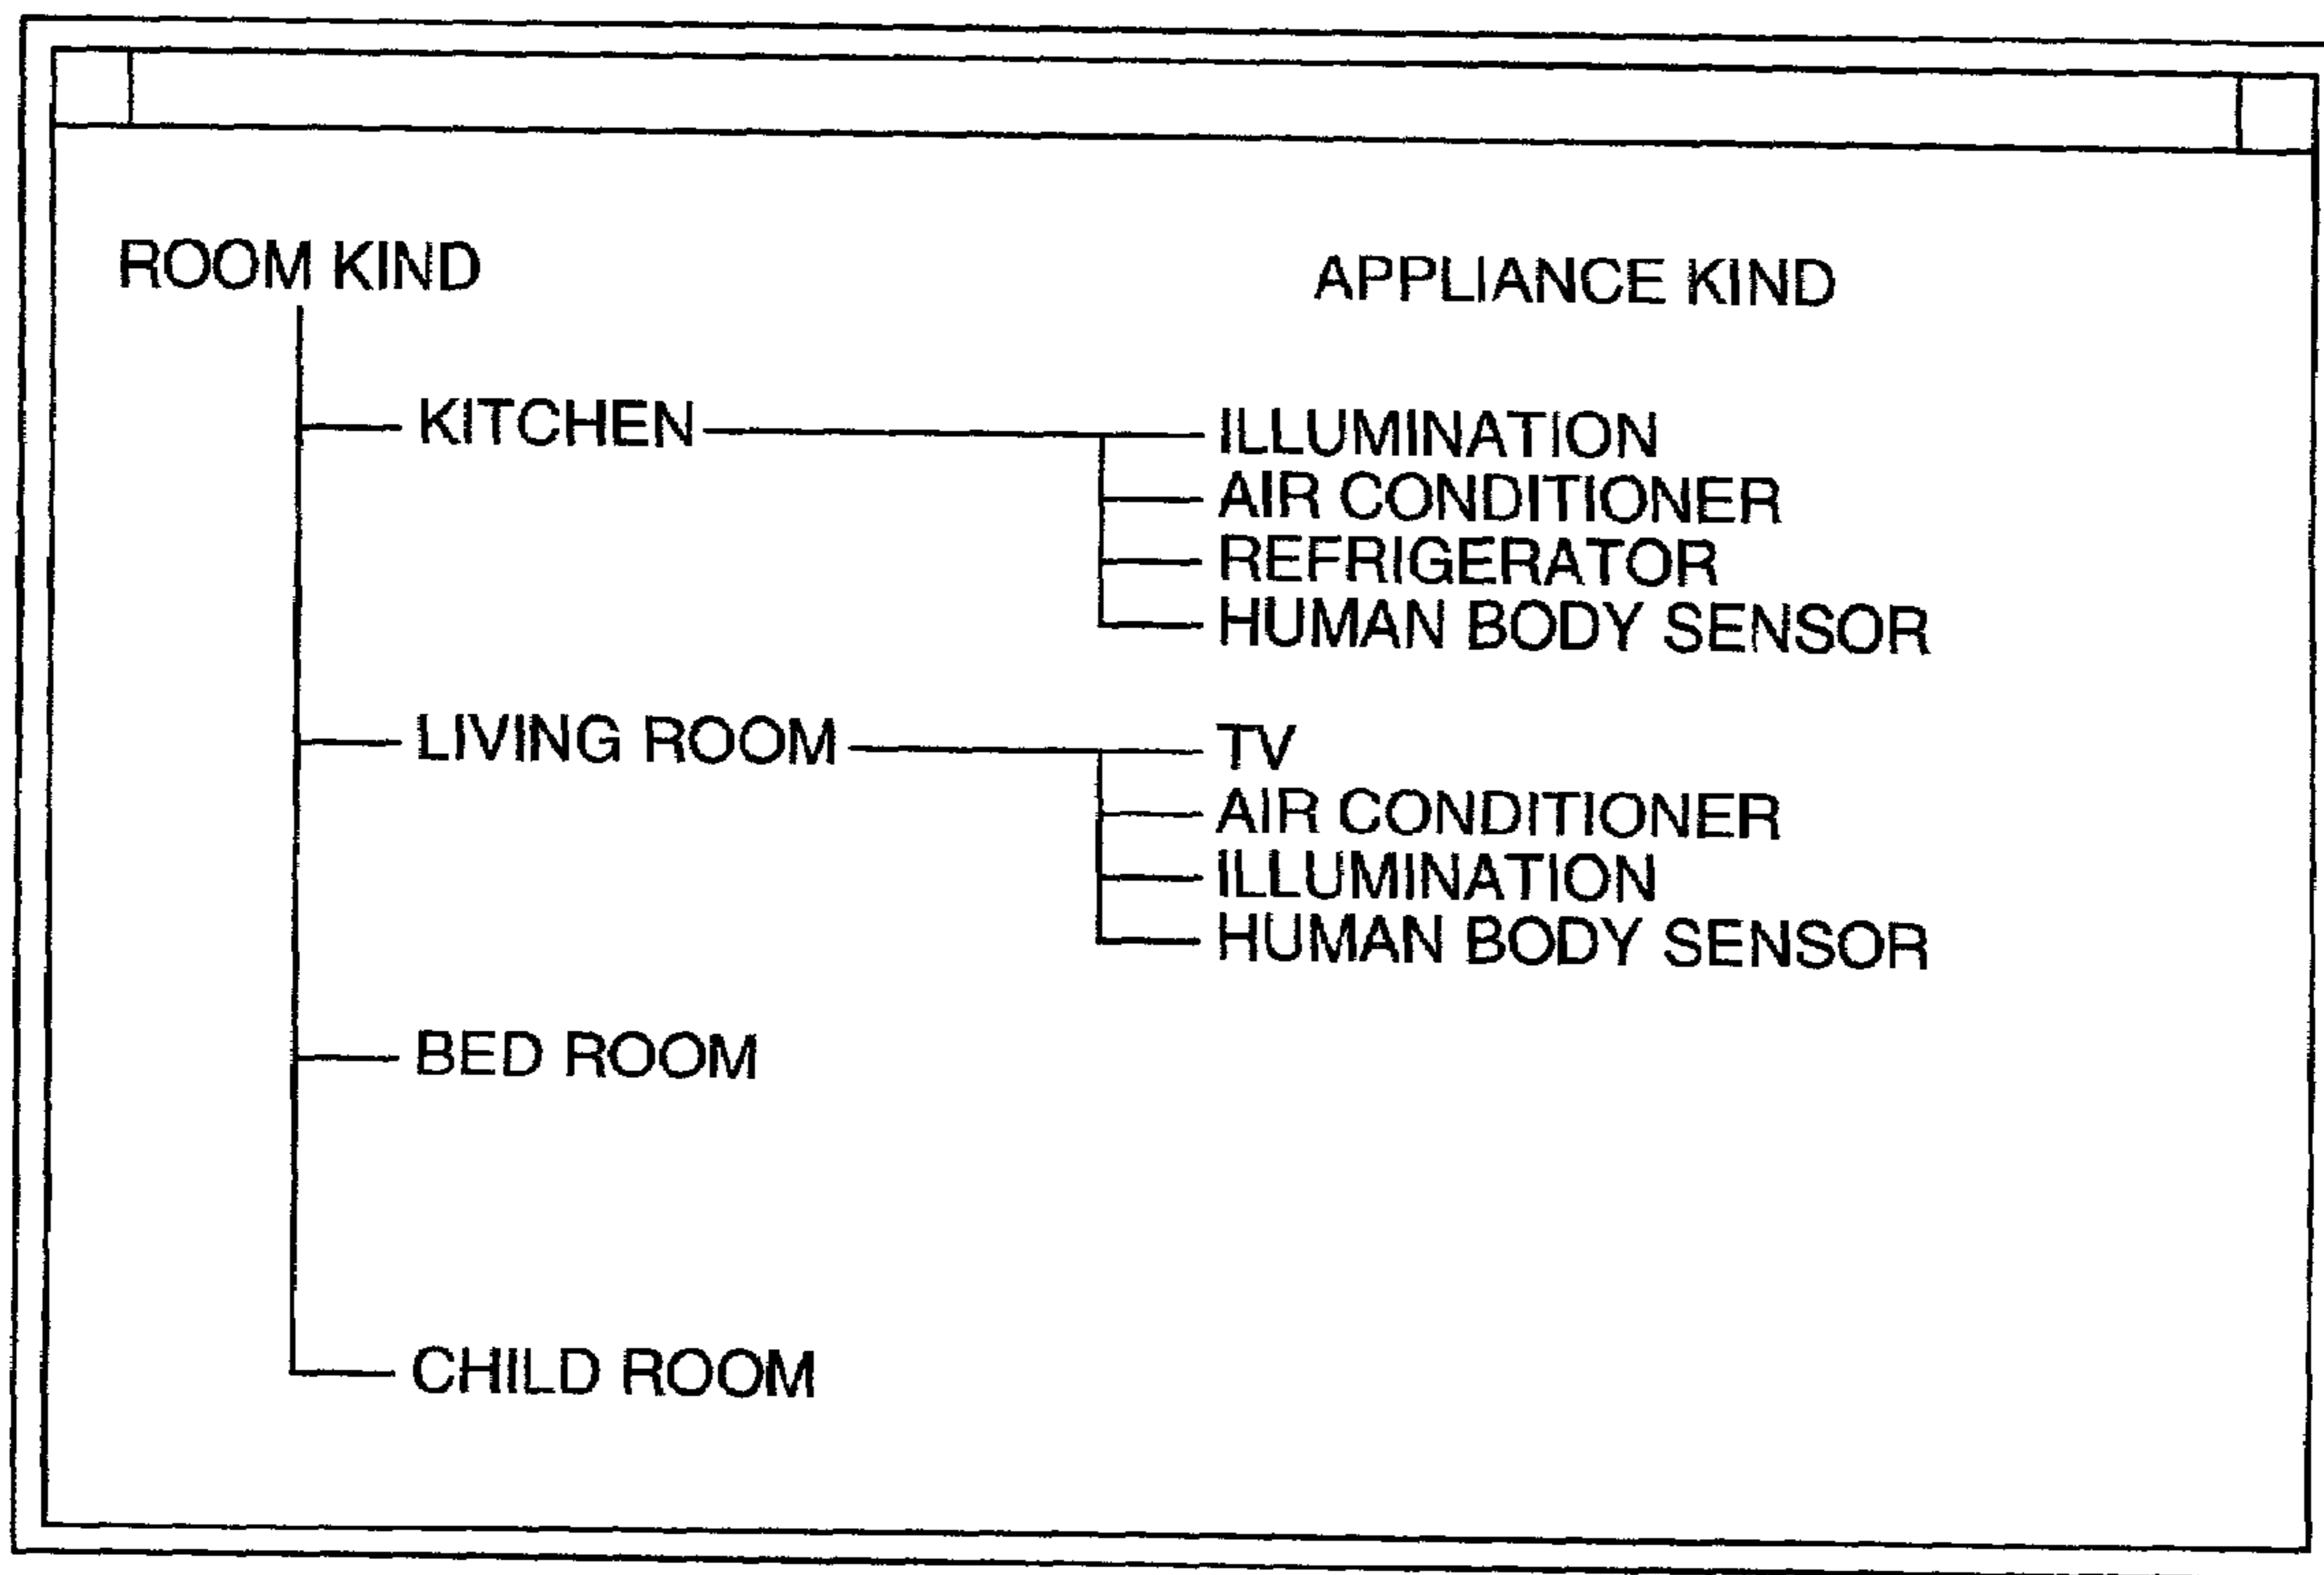 ROOM KIND APPLIANCE KIND
KITCHEN ILLUMINATION
AIR CONDITIONER
REFRIGERATOR
HUMAN BODY SENSOR
LIVING ROOM TV
AIR CONDITIONER
ILLUMINATION
HUMAN BODY SENSOR
BED ROOM
CHILD ROOM